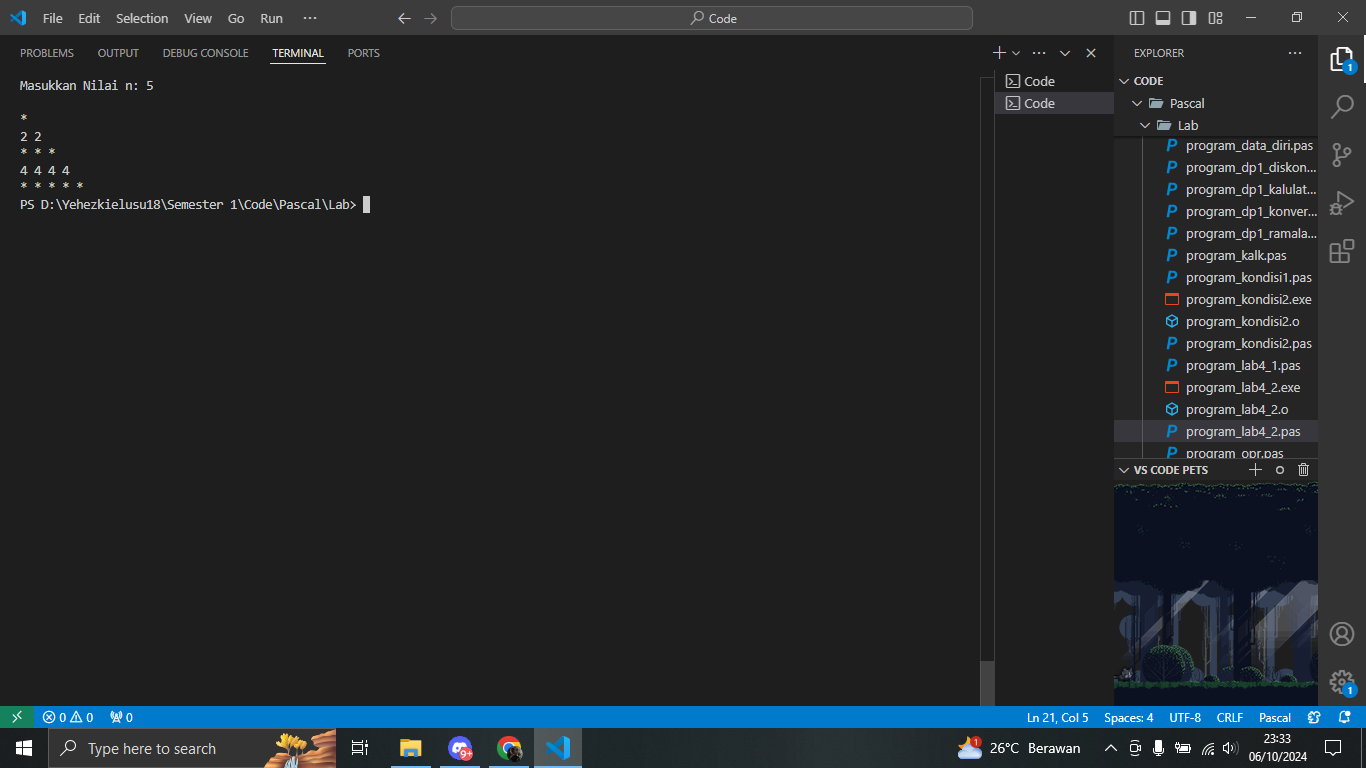 File Edit Selection View Go Run ···
Code
PROBLEMS OUTPUT DEBUG CONSOLE TERMINAL PORTS
Masukkan Nilai n: 5
*
2 2
* * *
4 4 4 4
* * * * *
PS D:\Yehezkielusu18\Semester 1\Code\Pascal\Lab>
Code
Code
EXPLORER
CODE
Pascal
Lab
program_data_diri.pas
program_dp1_diskon...
program_dp1_kalulat...
program_dp1_konver...
program_dp1_ramala...
program_kalk.pas
program_kondisi1.pas
program_kondisi2.exe
program_kondisi2.o
program_kondisi2.pas
program_lab4_1.pas
program_lab4_2.exe
program_lab4_2.o
program_lab4_2.pas
program_opr.pas
VS CODE PETS
1
1
0 0 0
Ln 21, Col 5 Spaces: 4 UTF-8 CRLF Pascal
Type here to search
9+
1
26°C Berawan
23:33
06/10/2024